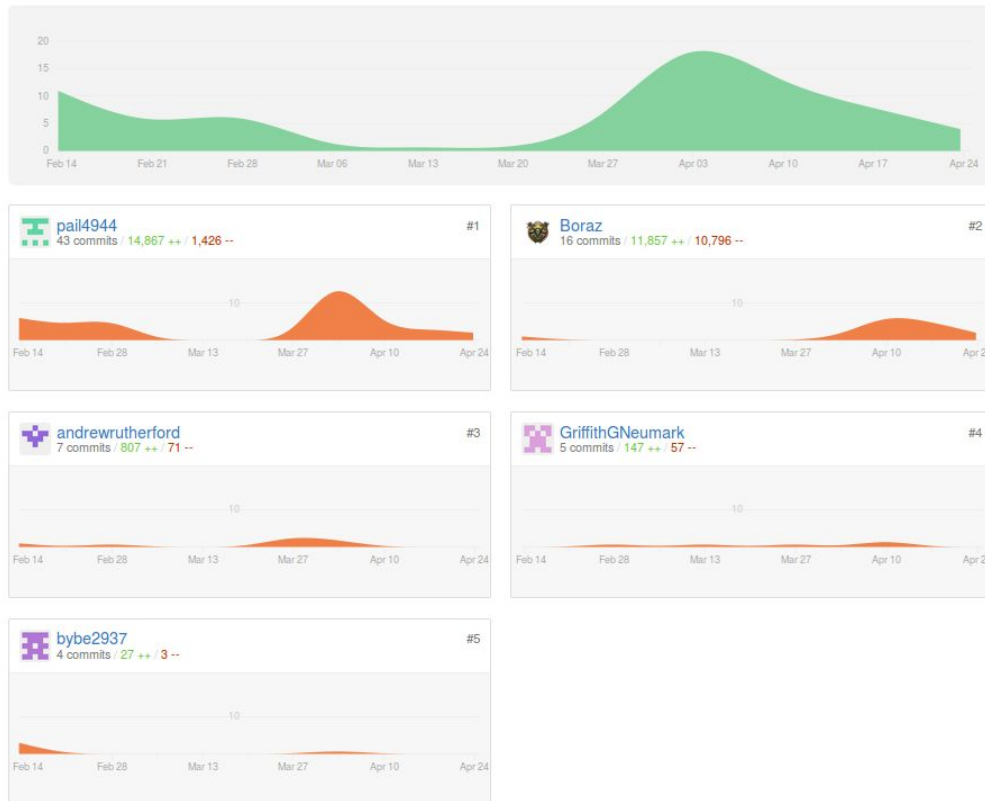 20
15
10
5
0
Feb 14 Feb 21 Feb 28 Mar 06 Mar 13 Mar 20 Mar 27 Apr 03 Apr 10 Apr 17 Apr 24
pail4944 #1
43 commits / 14,867 ++ / 1,426 --
10
Feb 14 Feb 28 Mar 13 Mar 27 Apr 10 Apr 24
Boraz #2
16 commits / 11,857 ++ / 10,796 --
10
Feb 14 Feb 28 Mar 13 Mar 27 Apr 10 Apr 2
andrewrutherford #3
7 commits / 807 ++ / 71 --
10
Feb 14 Feb 28 Mar 13 Mar 27 Apr 10 Apr 24
GriffithGNeumark #4
5 commits / 147 ++ / 57 --
10
Feb 14 Feb 28 Mar 13 Mar 27 Apr 10 Apr 2
bybe2937 #5
4 commits / 27 ++ / 3 --
10
Feb 14 Feb 28 Mar 13 Mar 27 Apr 10 Apr 24